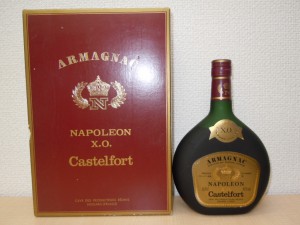 ARMAGNAC
N
NAPOLEON
X.O.
Castelfort
X.O
ARMAGNAC
NAPOLEON
Castelfort